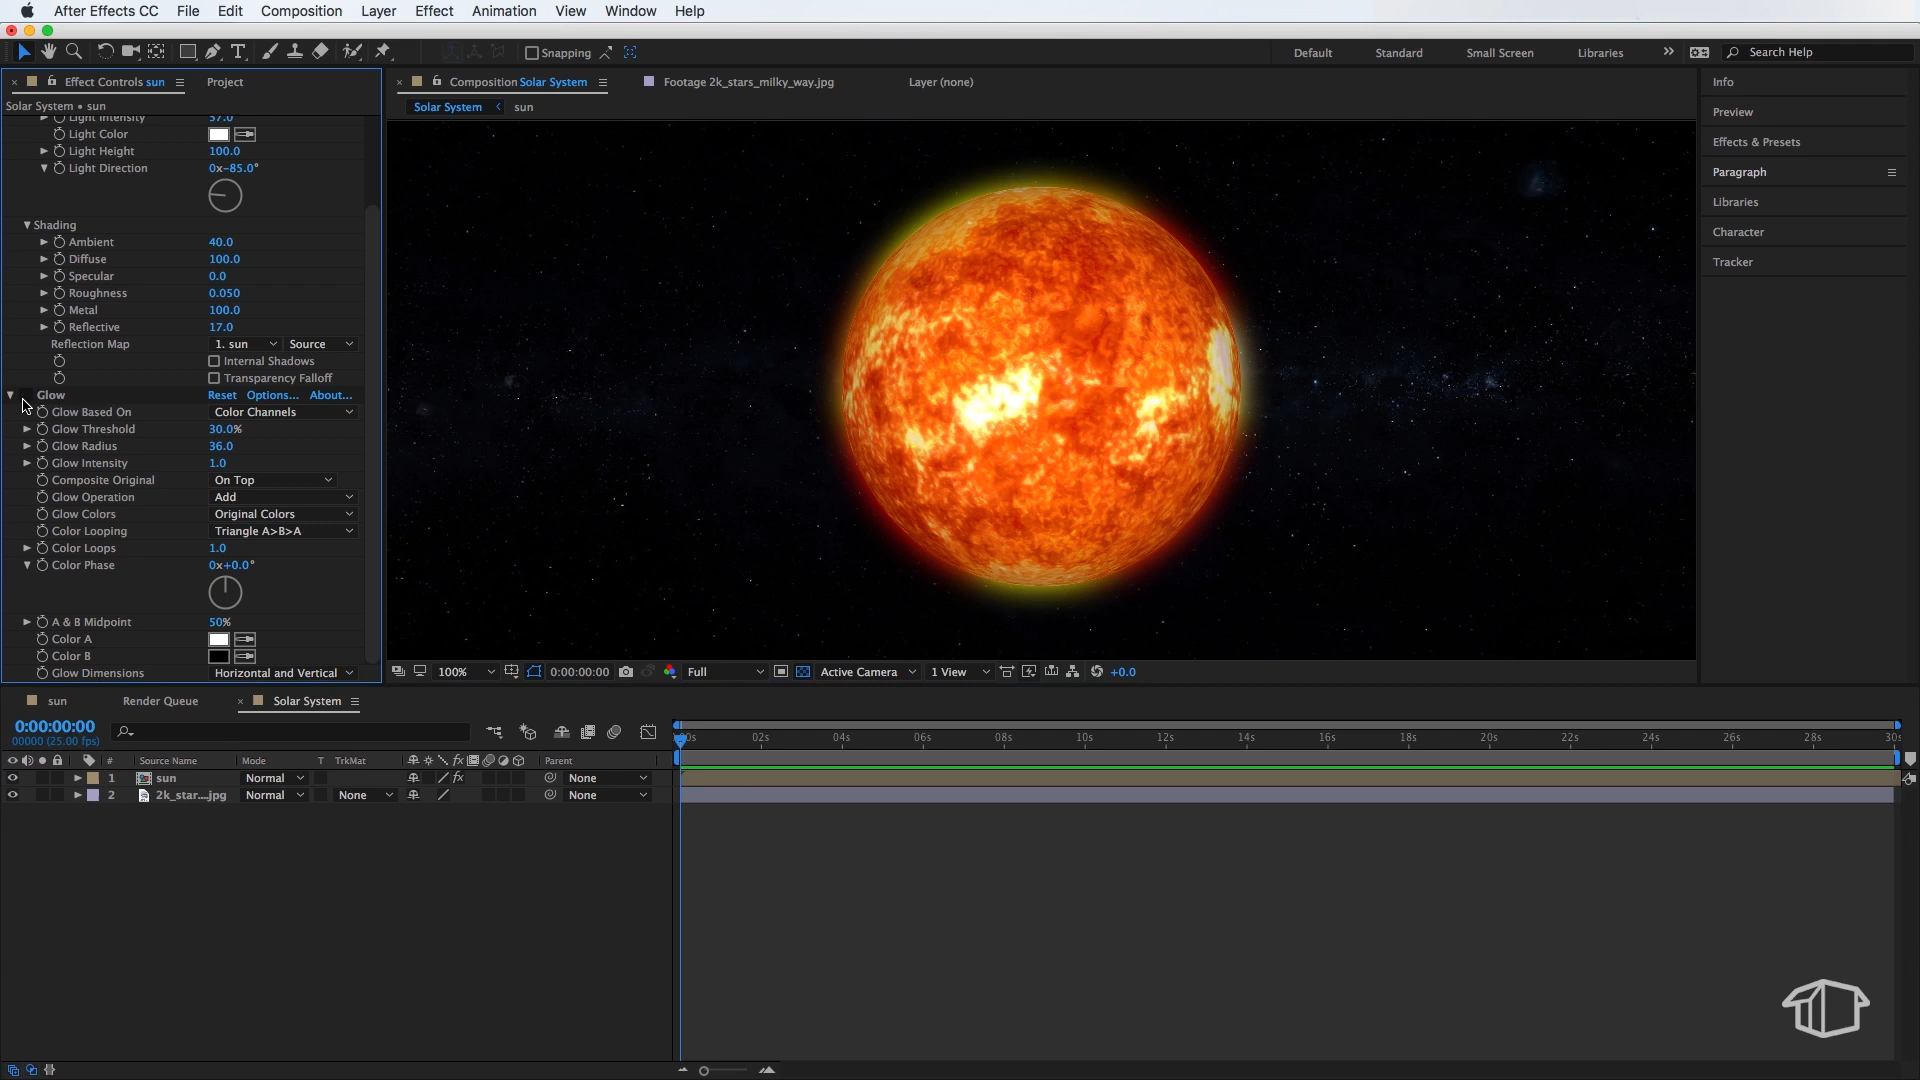 After Effects CC File Edit Composition Layer Effect Animation View Window Help
Snapping Default Standard Small Screen Libraries Search Help
Effect Controls sun Project Composition Solar System Footage 2k_stars_milky_way.jpg Layer (none)
Solar System • sun
Solar System sun
Light Intensity 57.0
Light Color
Light Height 100.0
Light Direction 0x-85.0°
Shading
Ambient 40.0
Diffuse 100.0
Specular 0.0
Roughness 0.050
Metal 100.0
Reflective 17.0
Reflection Map 1. sun Source
Internal Shadows
Transparency Falloff
Glow Reset Options... About...
Glow Based On Color Channels
Glow Threshold 30.0%
Glow Radius 36.0
Glow Intensity 1.0
Composite Original On Top
Glow Operation Add
Glow Colors Original Colors
Color Looping Triangle A>B>A
Color Loops 1.0
Color Phase 0x+0.0°
A & B Midpoint 50%
Color A
Color B
Glow Dimensions Horizontal and Vertical
100% 0:00:00:00 Full Active Camera 1 View +0.0
Info
Preview
Effects & Presets
Paragraph
Libraries
Character
Tracker
sun Render Queue Solar System
0:00:00:00
00000 (25.00 fps)
:00s 02s 04s 06s 08s 10s 12s 14s 16s 18s 20s 22s 24s 26s 28s 30s
# Source Name Mode T TrkMat Parent
1 sun Normal None
2 2k_star....jpg Normal None None